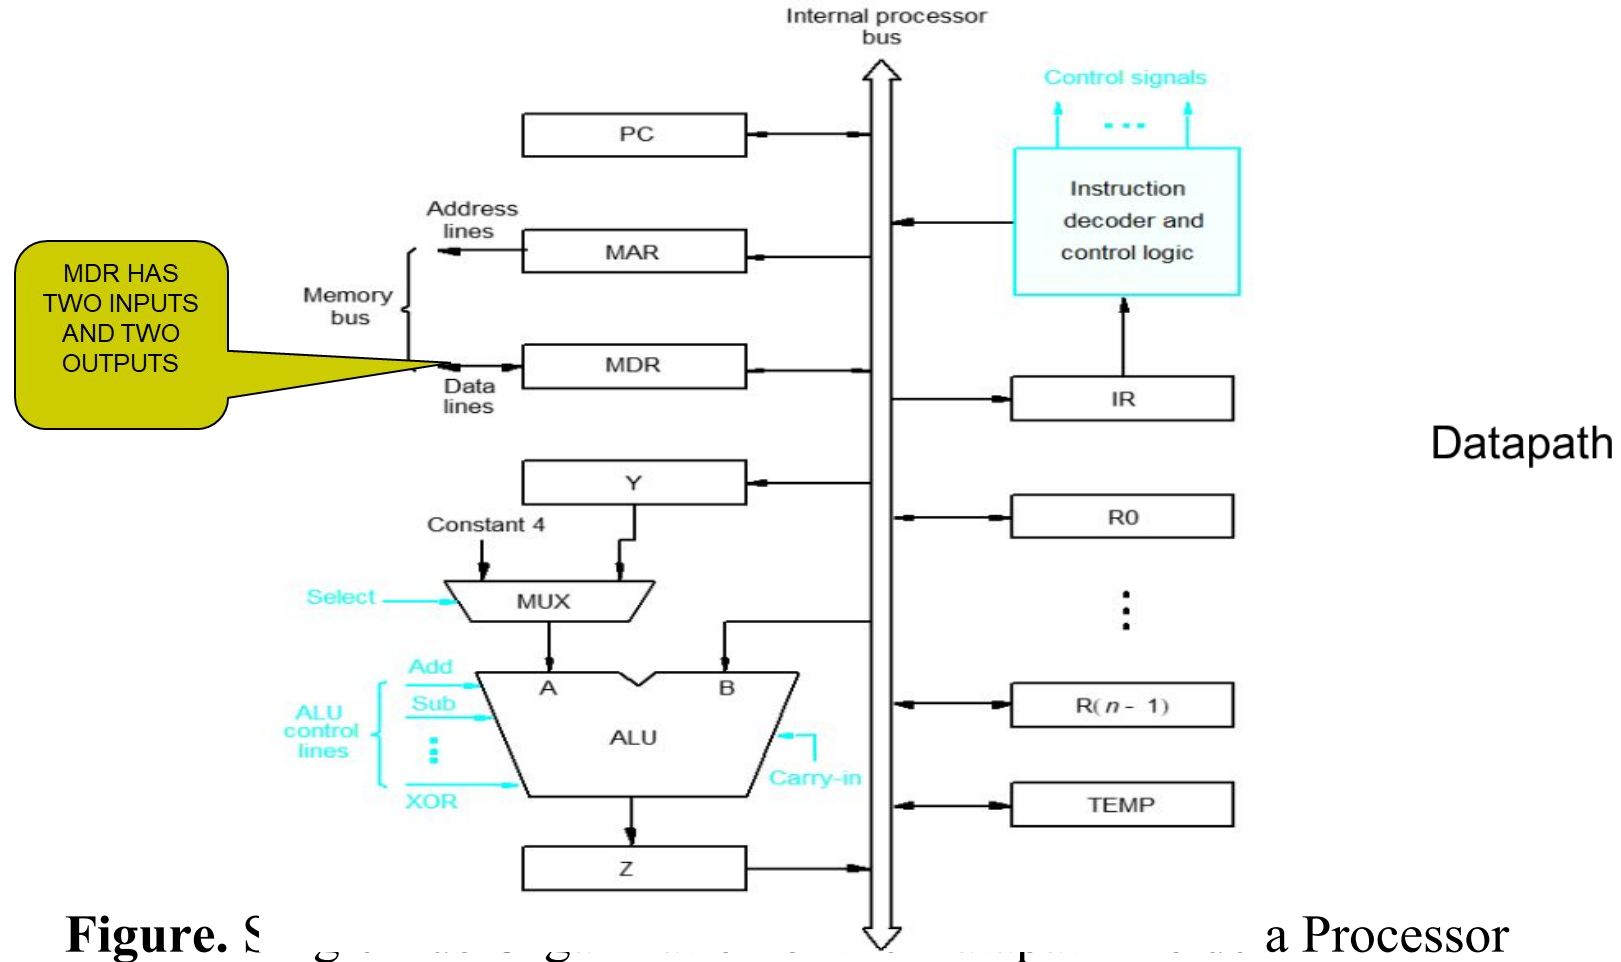 Internal processor
bus
Control signals
PC
Instruction
decoder and
control logic
Address
lines
MAR
MDR HAS
TWO INPUTS
AND TWO
OUTPUTS
Memory
bus
MDR
Data
lines
IR
Datapath
Y
Constant 4
R0
Select
MUX
Add
A
B
Sub
R(n - 1)
ALU
control
lines
ALU
Carry-in
XOR
TEMP
Z
Figure. a Processor